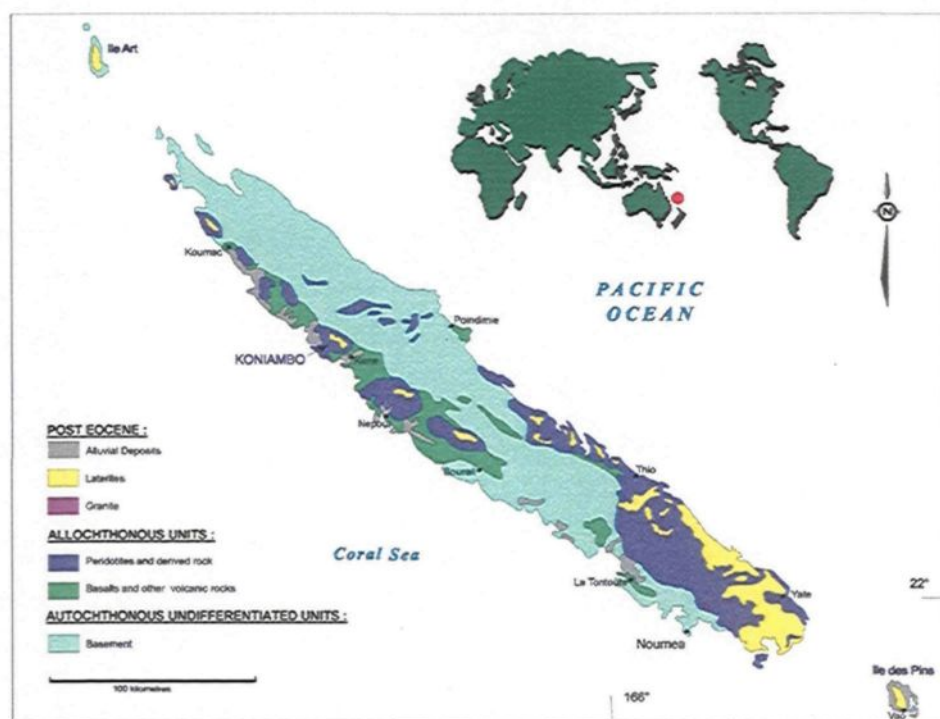 Ile Art
N
Koumac
PACIFIC
OCEAN
Poindimie
KONIAMBO
Nepoui
POST EOCENE :
Alluvial Deposits
Laterites
Granite
Thio
Bourail
ALLOCHTHONOUS UNITS :
Peridotites and derived rock
Basalts and other volcanic rocks
Coral Sea
La Tontouta
22°
Yate
AUTOCHTHONOUS UNDIFFERENTIATED UNITS :
Basement
Noumea
100 kilometres
166°
Ile des Pins